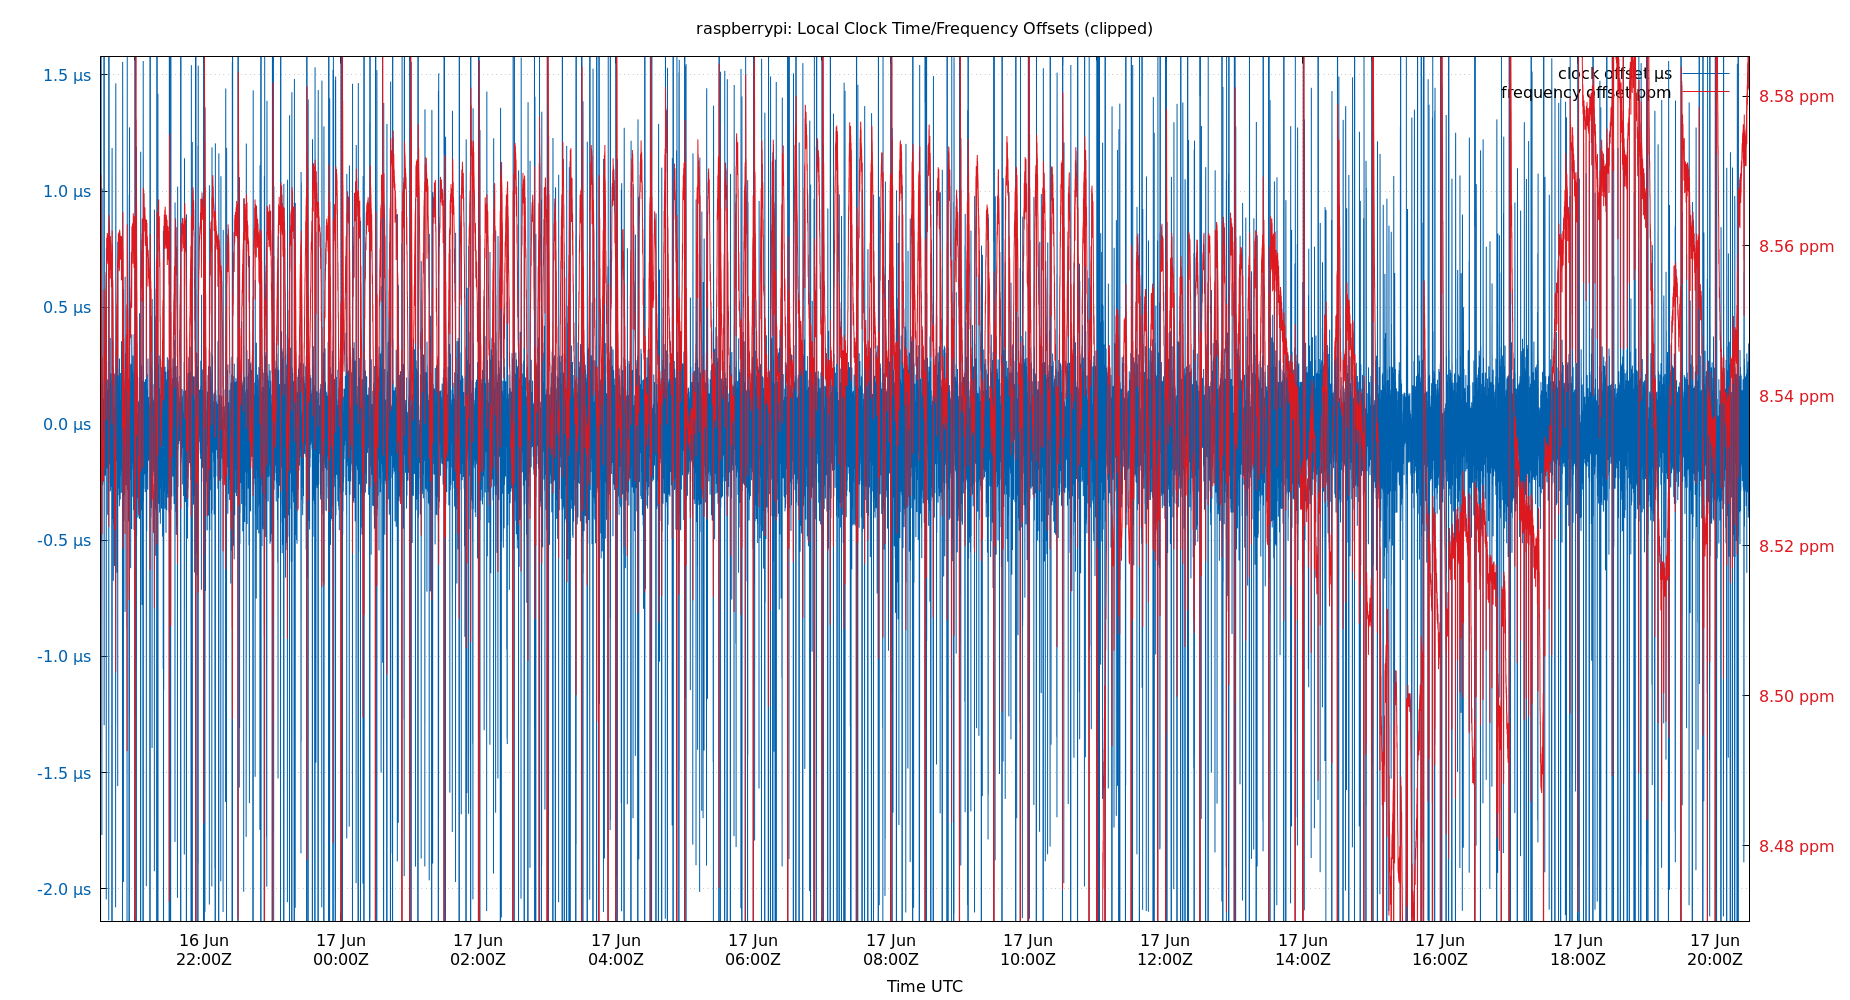 raspberrypi: Local Clock Time/Frequency Offsets (clipped)
clock offset µs
frequency offset ppm
1.5 µs
1.0 µs
0.5 µs
0.0 µs
-0.5 µs
-1.0 µs
-1.5 µs
-2.0 µs
8.58 ppm
8.56 ppm
8.54 ppm
8.52 ppm
8.50 ppm
8.48 ppm
16 Jun 17 Jun 17 Jun 17 Jun 17 Jun 17 Jun 17 Jun 17 Jun 17 Jun 17 Jun 17 Jun 17 Jun
22:00Z 00:00Z 02:00Z 04:00Z 06:00Z 08:00Z 10:00Z 12:00Z 14:00Z 16:00Z 18:00Z 20:00Z
Time UTC